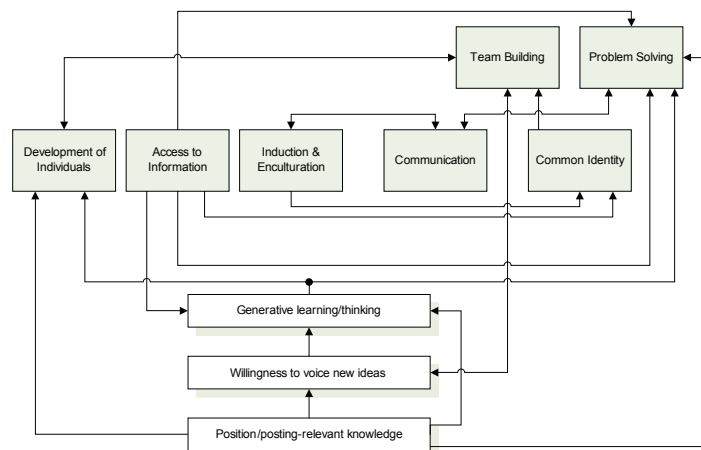 Team Building
Problem Solving
Development of
Individuals
Access to
Information
Induction &
Enculturation
Communication
Common Identity
Generative learning/thinking
Willingness to voice new ideas
Position/posting-relevant knowledge